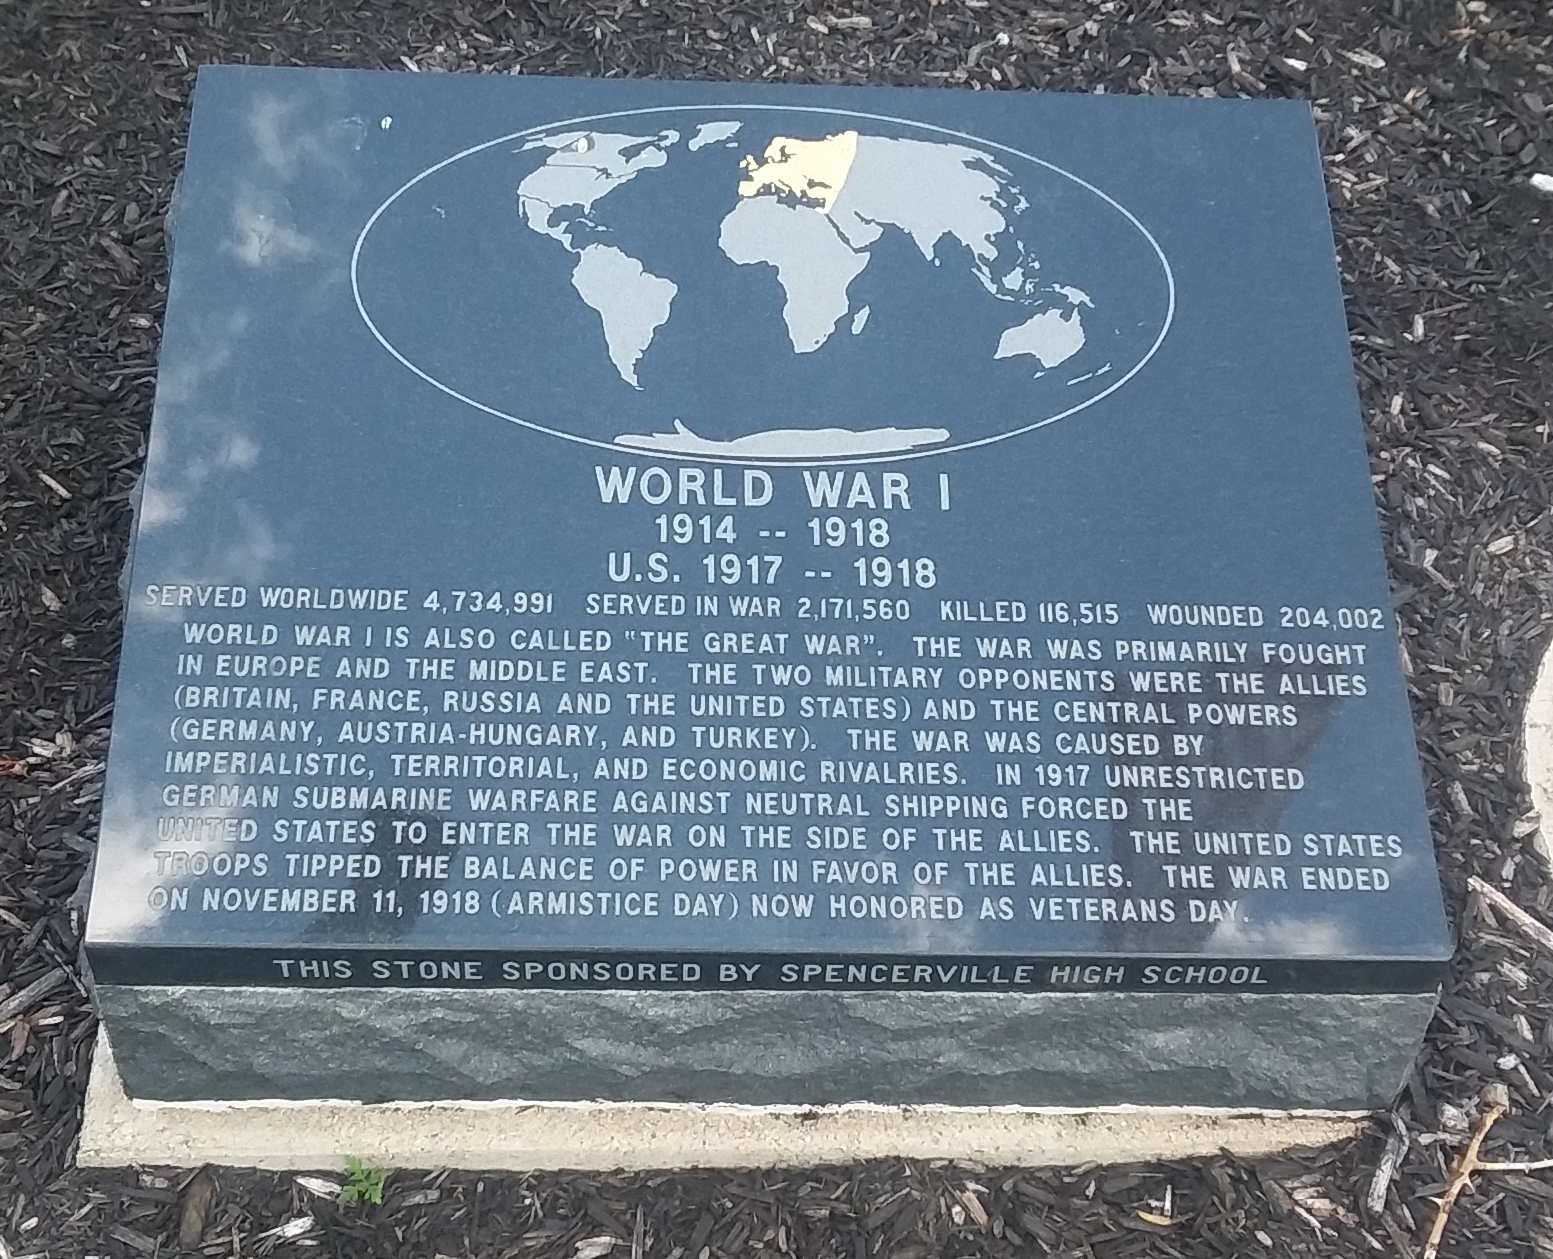 WORLD WAR I
1914 -- 1918
U.S. 1917 -- 1918
SERVED WORLDWIDE 4,734,991 SERVED IN WAR 2,171,560 KILLED 116,515 WOUNDED 204,002
WORLD WAR I IS ALSO CALLED "THE GREAT WAR". THE WAR WAS PRIMARILY FOUGHT
IN EUROPE AND THE MIDDLE EAST. THE TWO MILITARY OPPONENTS WERE THE ALLIES
(BRITAIN, FRANCE, RUSSIA AND THE UNITED STATES) AND THE CENTRAL POWERS
(GERMANY, AUSTRIA-HUNGARY, AND TURKEY). THE WAR WAS CAUSED BY
IMPERIALISTIC, TERRITORIAL, AND ECONOMIC RIVALRIES. IN 1917 UNRESTRICTED
GERMAN SUBMARINE WARFARE AGAINST NEUTRAL SHIPPING FORCED THE
UNITED STATES TO ENTER THE WAR ON THE SIDE OF THE ALLIES. THE UNITED STATES
TROOPS TIPPED THE BALANCE OF POWER IN FAVOR OF THE ALLIES. THE WAR ENDED
ON NOVEMBER 11, 1918 (ARMISTICE DAY) NOW HONORED AS VETERANS DAY.
THIS STONE SPONSORED BY SPENCERVILLE HIGH SCHOOL